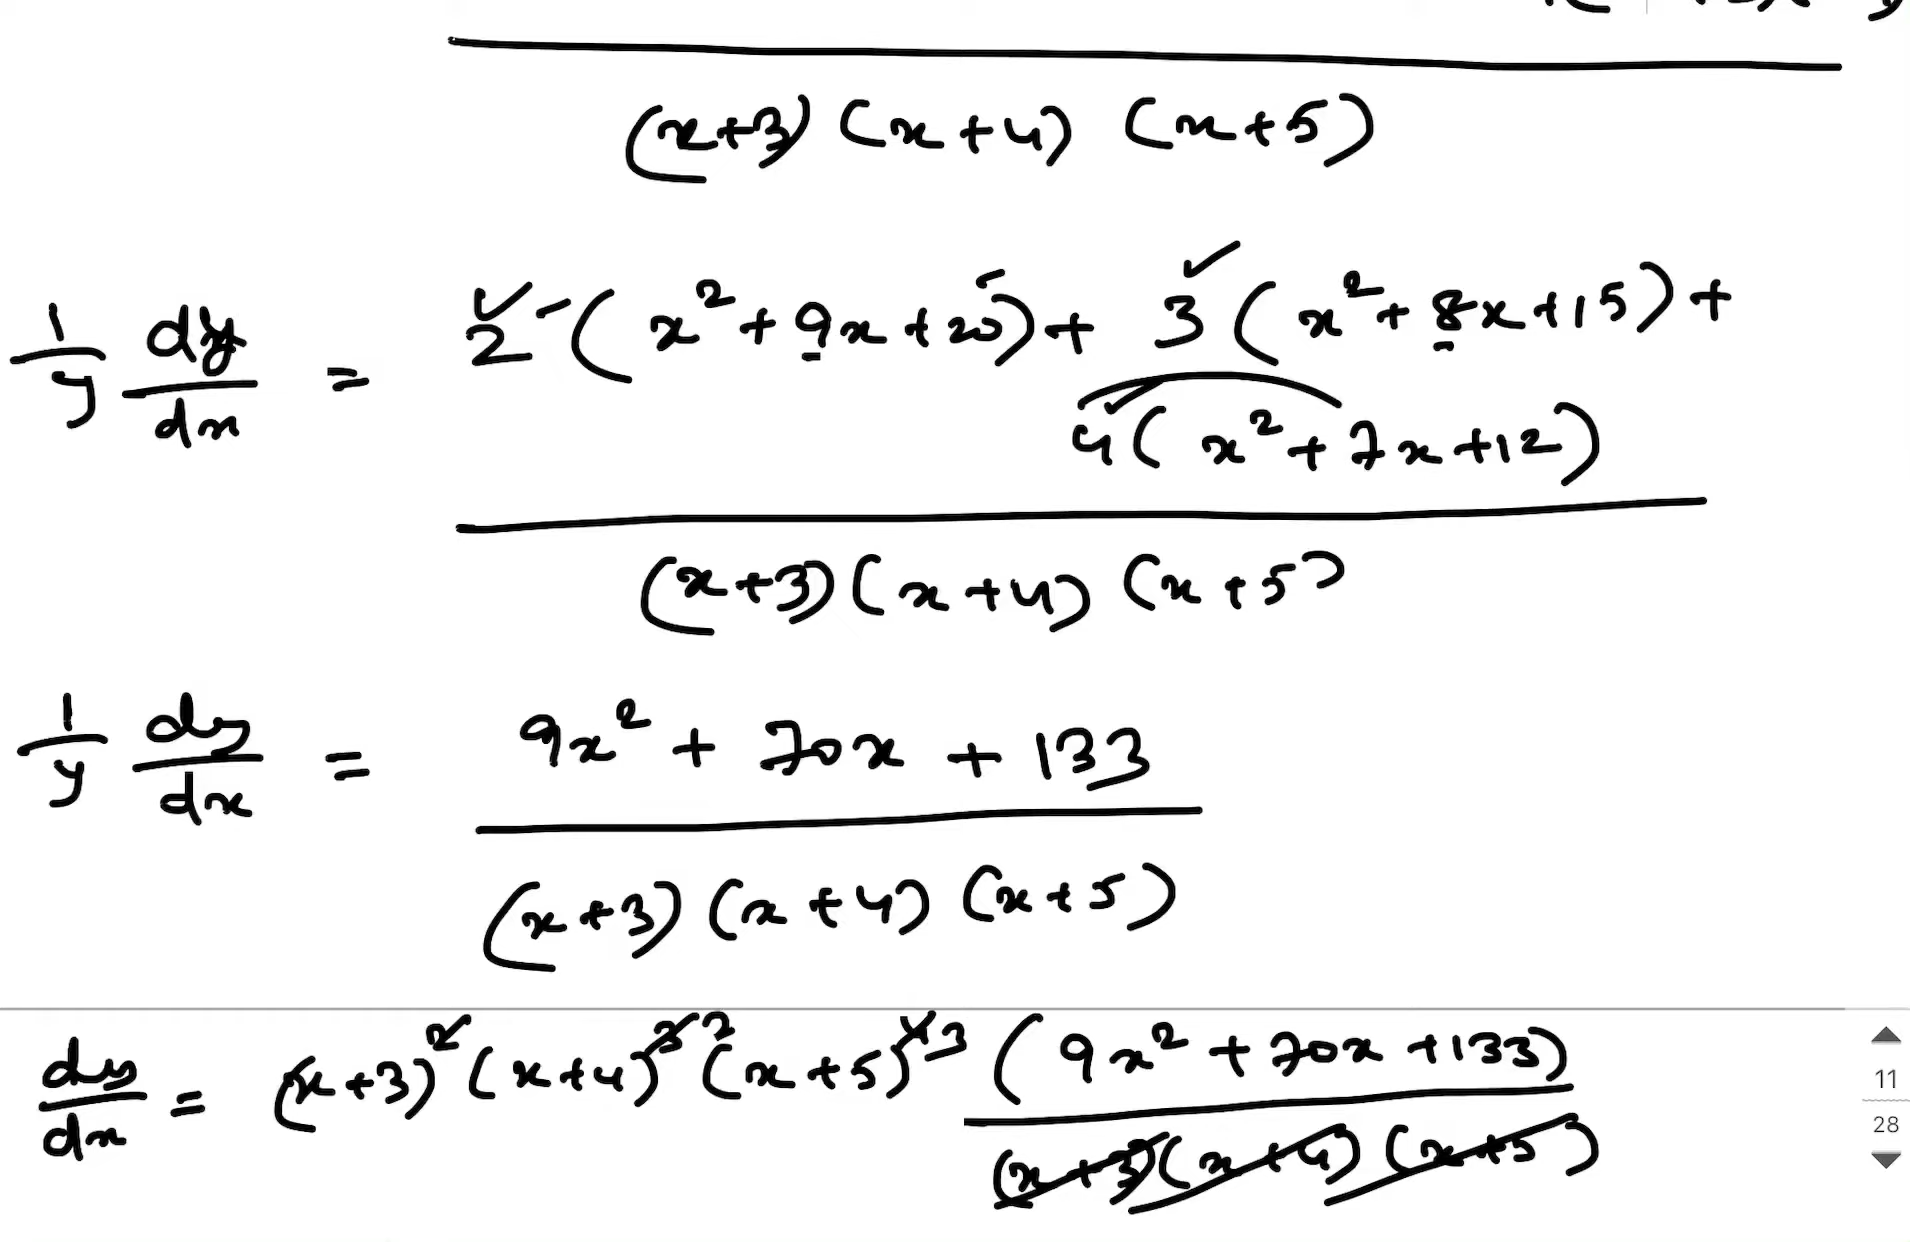 (x+3) (x+4) (x+5)
1/y dy/dx = 2 (x² + 9x + 20) + 3 (x² + 8x + 15) +
4 (x² + 7x + 12)
(x+3) (x+4) (x+5)
1/y dy/dx = 9x² + 70x + 133
(x+3) (x+4) (x+5)
dy/dx = (x+3)² (x+4)³ ² (x+5)⁴ ³ (9x² + 70x + 133)
(x+3) (x+4) (x+5)
11
28